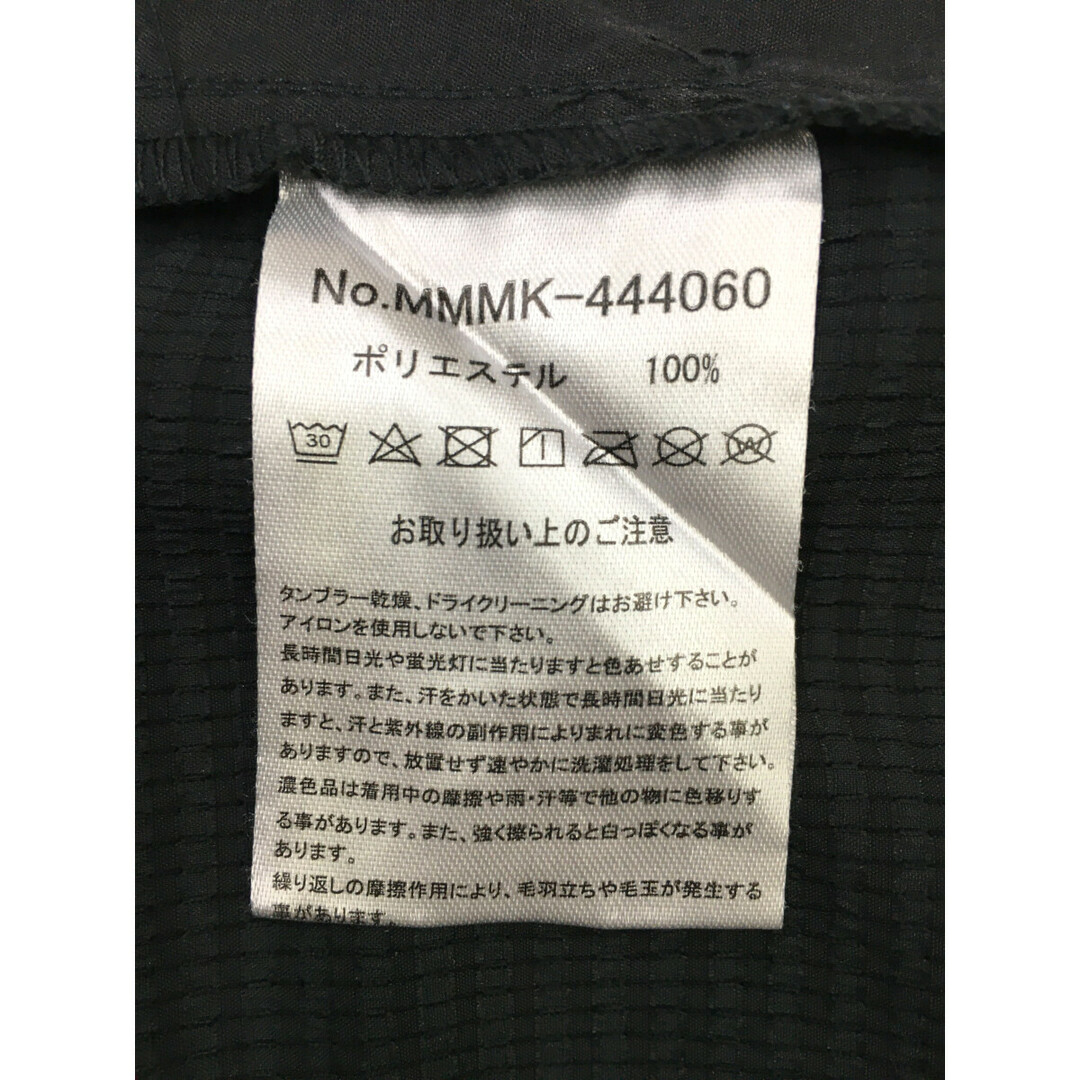 No.MMMK-444060
ポリエステル 100%
30 W
お取り扱い上のご注意
タンブラー乾燥、ドライクリーニングはお避け下さい。
アイロンを使用しないで下さい。
長時間日光や蛍光灯に当たりますと色あせすることが
あります。また、汗をかいた状態で長時間日光に当たり
ますと、汗と紫外線の副作用によりまれに変色する事が
ありますので、放置せず速やかに洗濯処理をして下さい。
濃色品は着用中の摩擦や雨・汗等で他の物に色移りす
る事があります。また、強く擦られると白っぽくなる事が
あります。
繰り返しの摩擦作用により、毛羽立ちや毛玉が発生する
事があります。